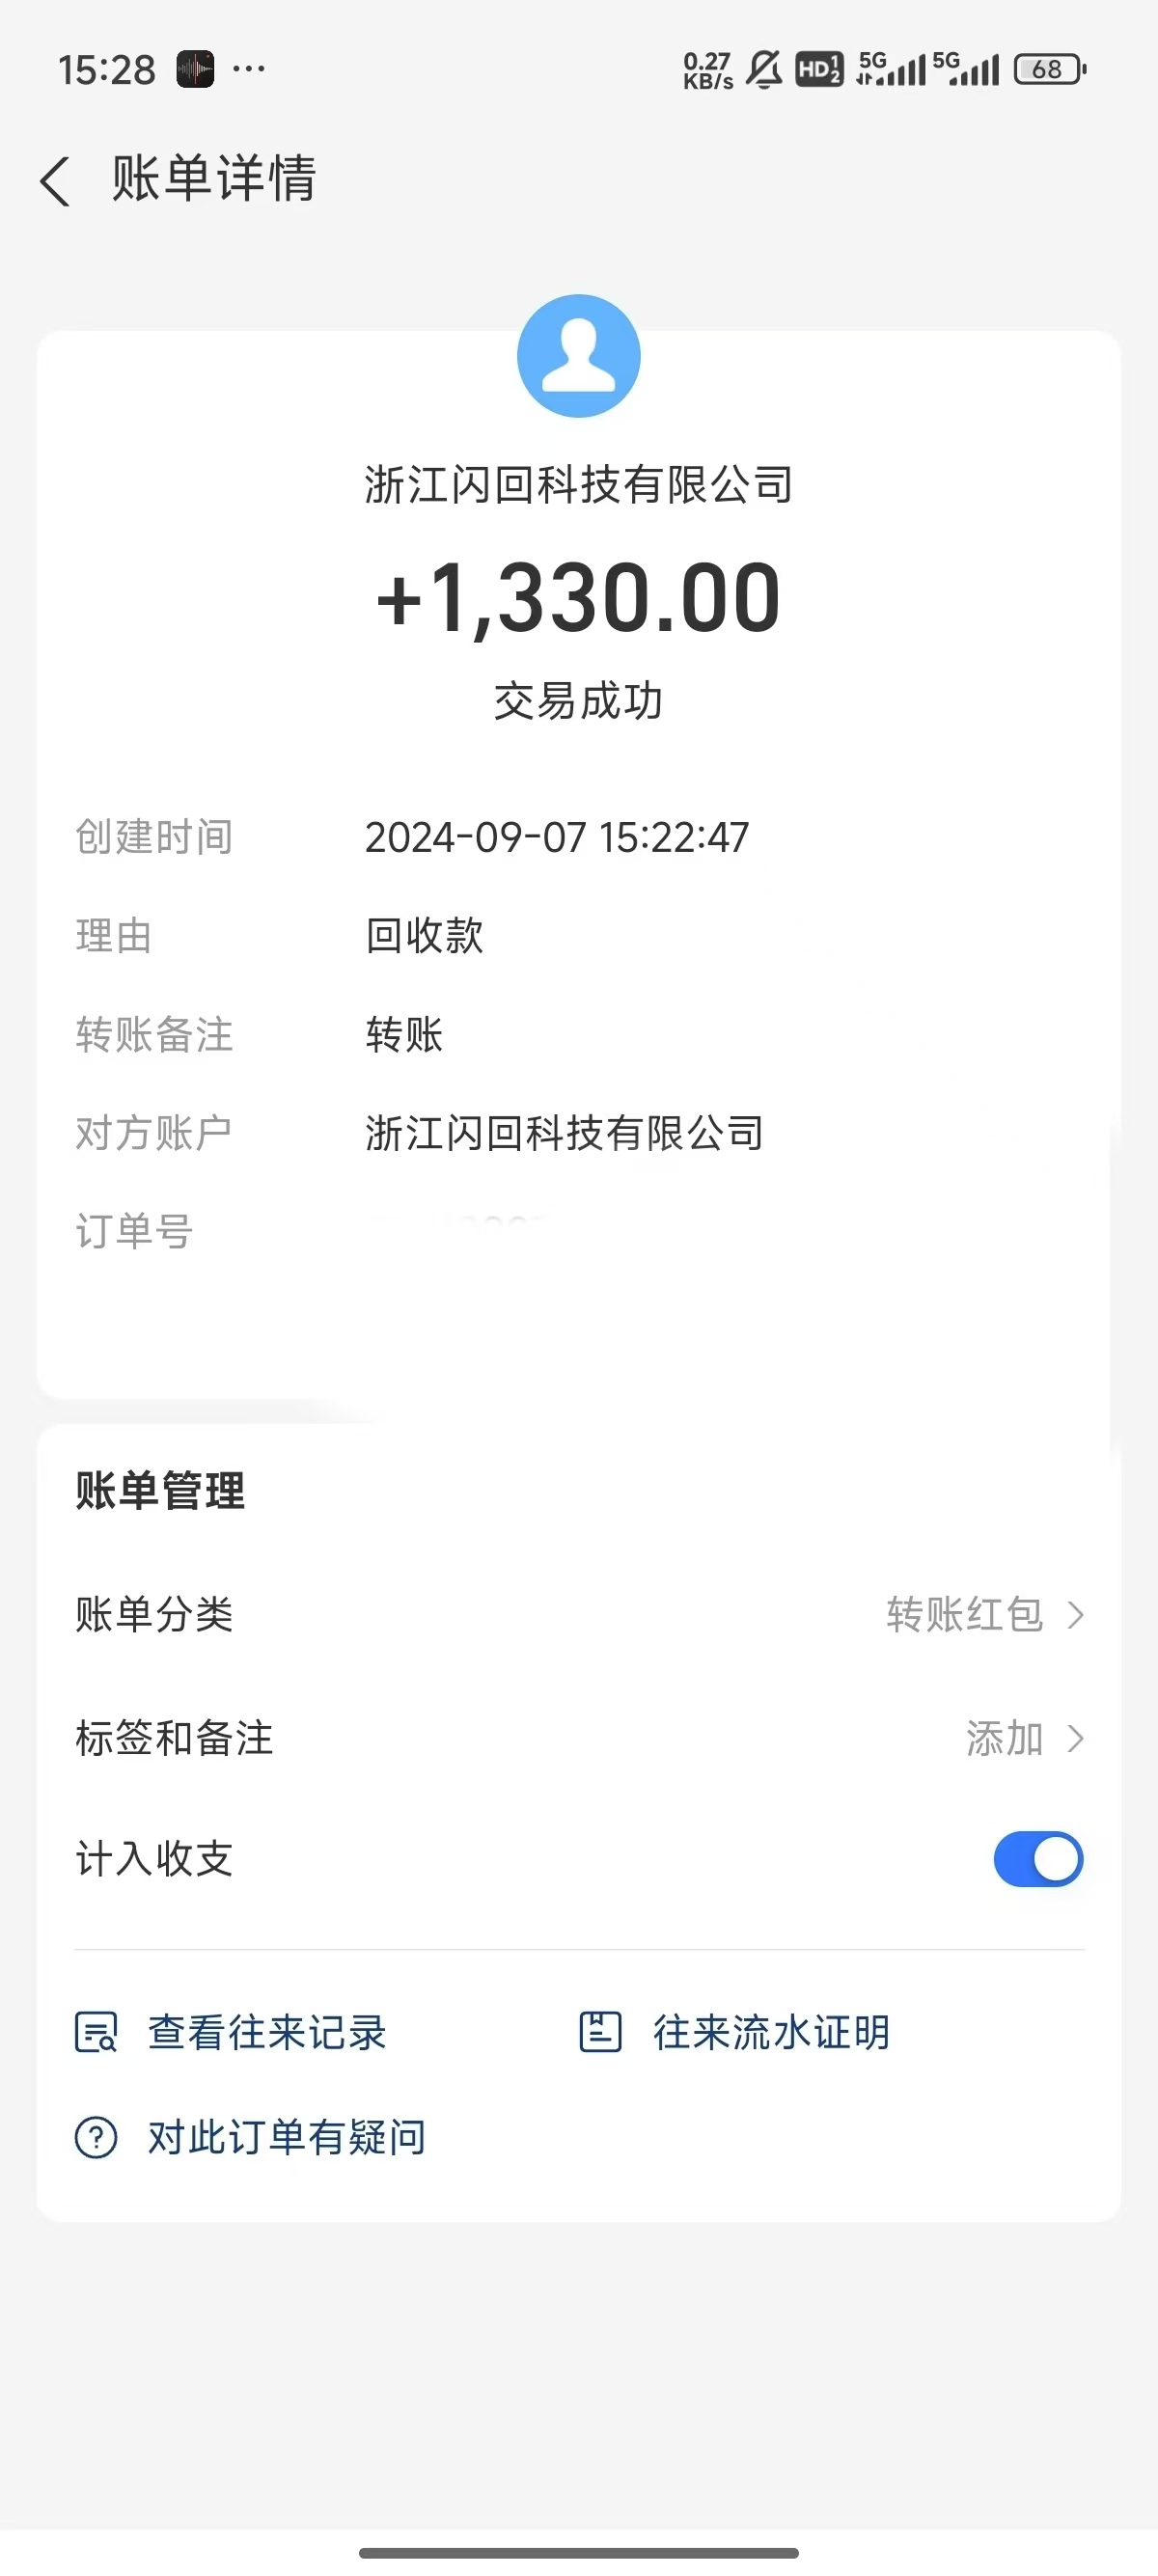 15:28 ··· 0.27 KB/s HD 1 2 5G 5G 68
账单详情
浙江闪回科技有限公司
+1,330.00
交易成功
创建时间 2024-09-07 15:22:47
理由 回收款
转账备注 转账
对方账户 浙江闪回科技有限公司
订单号
账单管理
账单分类 转账红包
标签和备注 添加
计入收支
查看往来记录 往来流水证明
对此订单有疑问